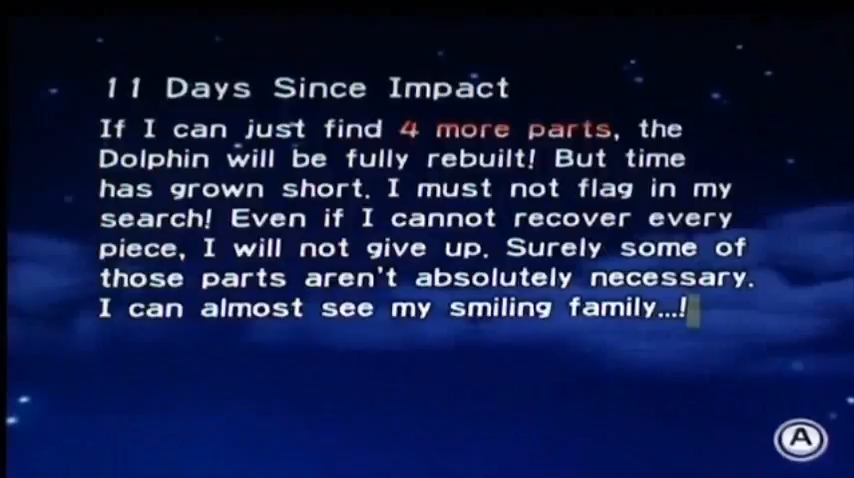 11 Days Since Impact
If I can just find 4 more parts, the
Dolphin will be fully rebuilt! But time
has grown short. I must not flag in my
search! Even if I cannot recover every
piece, I will not give up. Surely some of
those parts aren't absolutely necessary.
I can almost see my smiling family...!
A